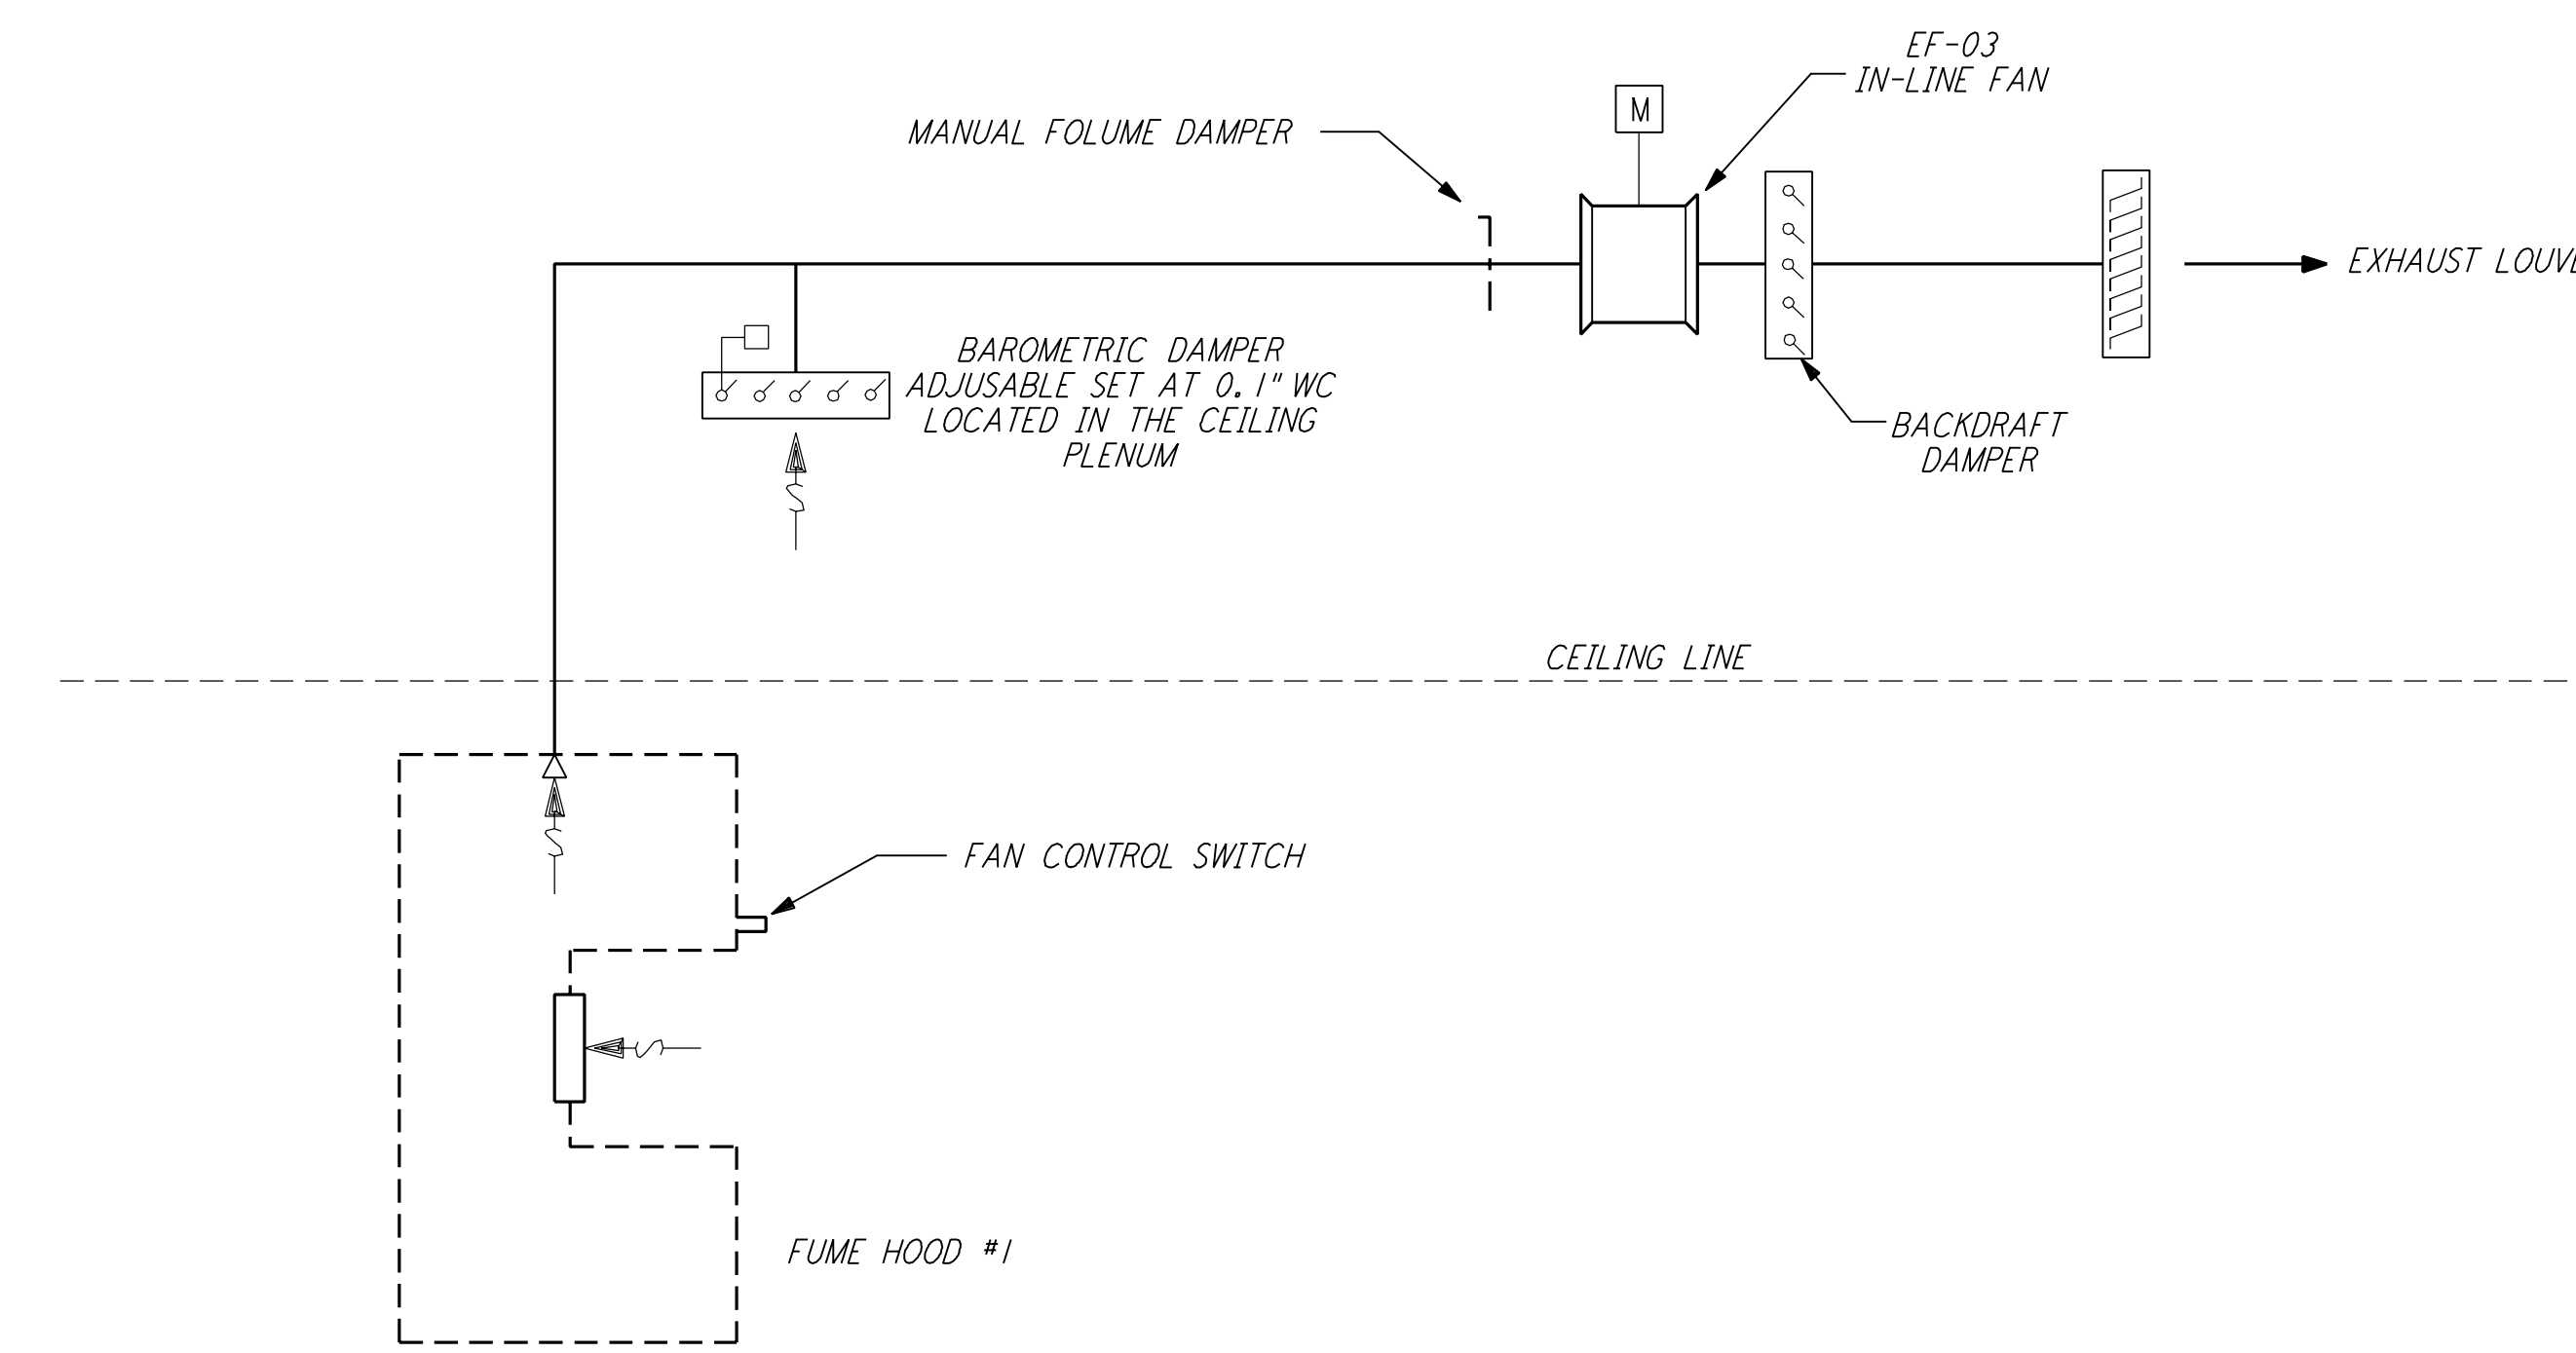 EF-03
IN-LINE FAN
M
MANUAL FOLUME DAMPER
EXHAUST
BAROMETRIC DAMPER
ADJUSABLE SET AT 0.1" WC
LOCATED IN THE CEILING
PLENUM
BACKDRAFT
DAMPER
CEILING LINE
FAN CONTROL SWITCH
FUME HOOD #1